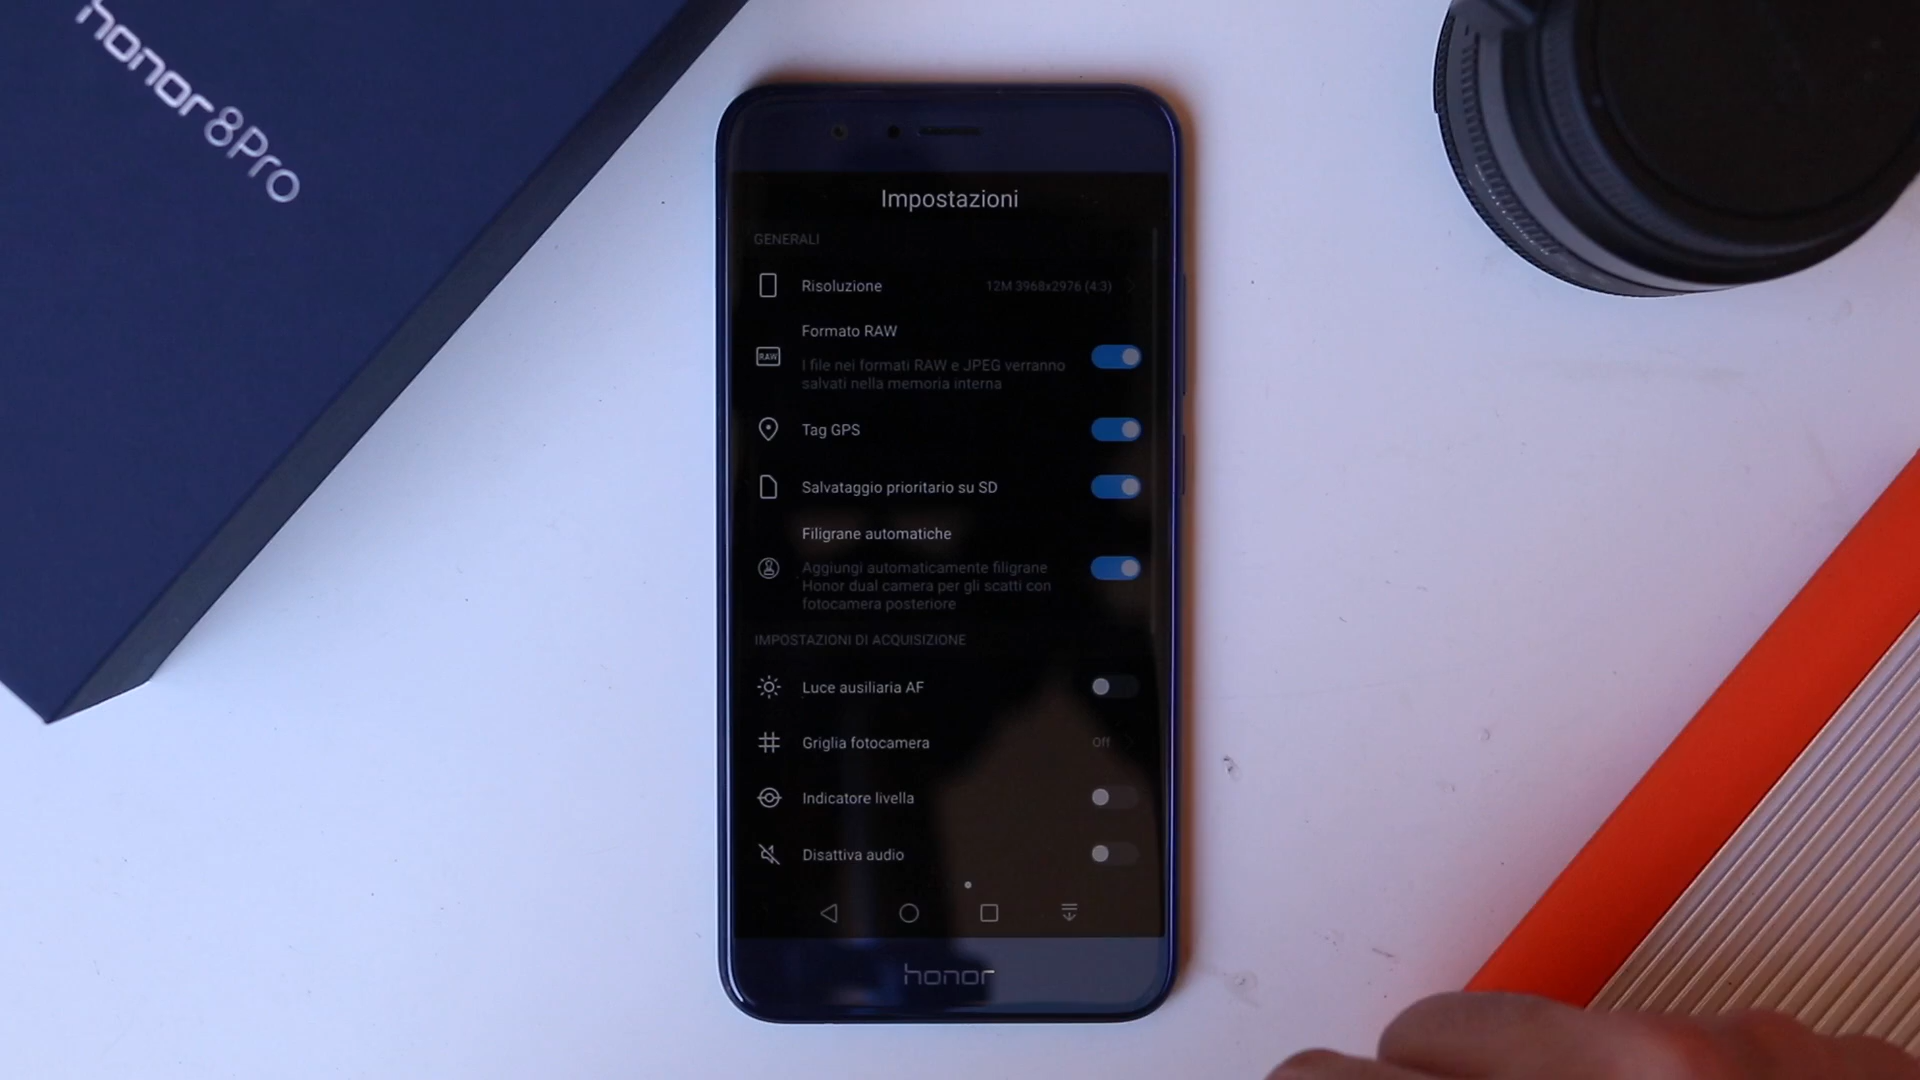 honor 8 Pro
Impostazioni
GENERALI
Risoluzione 12M 3968x2976 (4:3)
Formato RAW
RAW
I file nei formati RAW e JPEG verranno
salvati nella memoria interna
Tag GPS
Salvataggio prioritario su SD
Filigrane automatiche
Aggiungi automaticamente filigrane
Honor dual camera per gli scatti con
fotocamera posteriore
IMPOSTAZIONI DI ACQUISIZIONE
Luce ausiliaria AF
Griglia fotocamera Off
Indicatore livella
Disattiva audio
honor